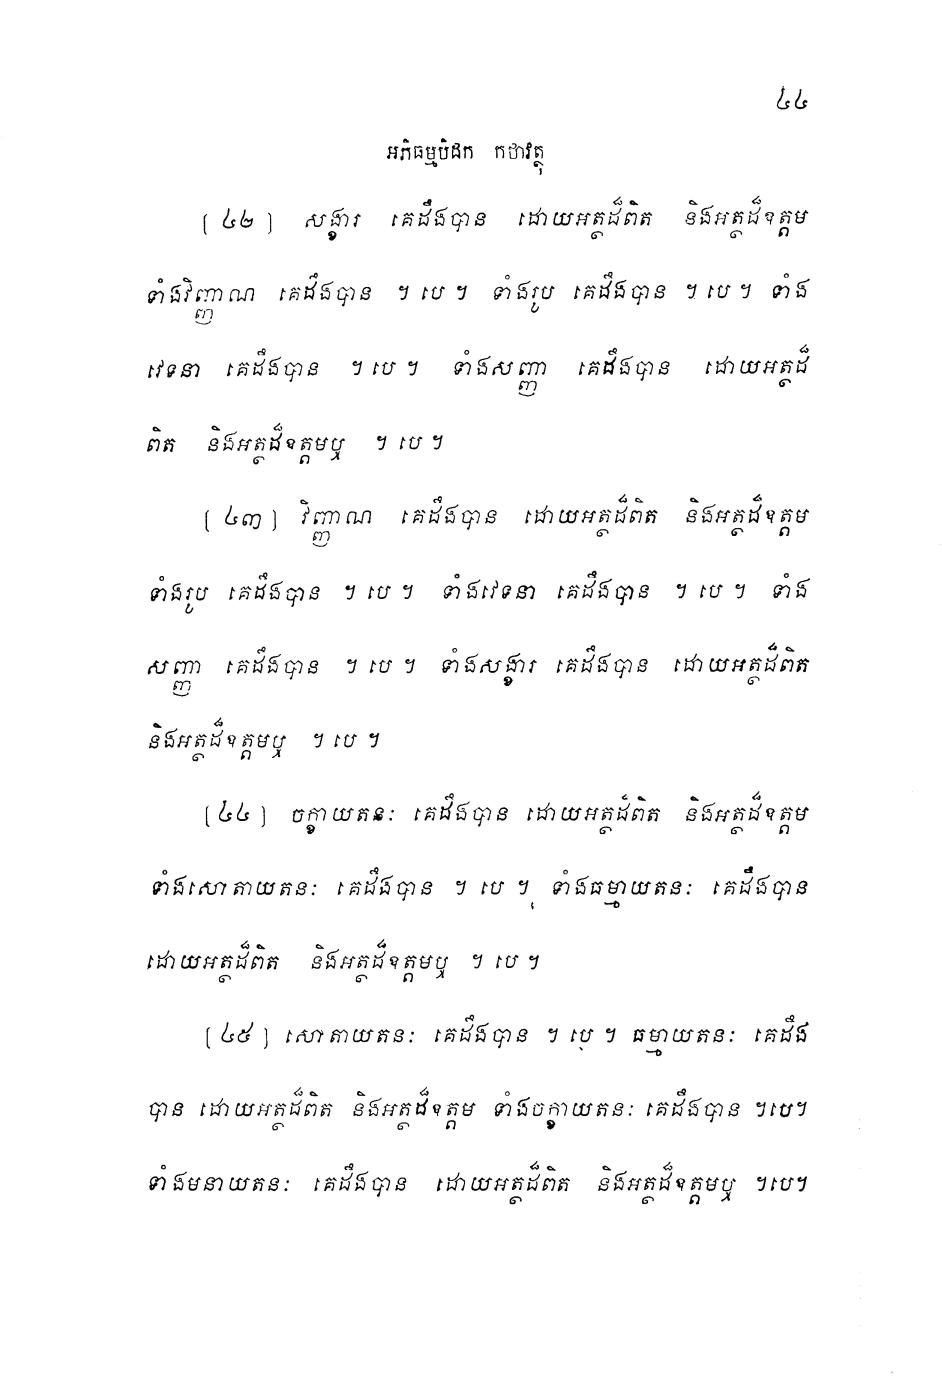 ៤៤
អភិធម្មបិដក កថាវត្ថុ
( ៤២ ) សង្ខារ គេដឹងបាន ដោយអត្ថដ៏ពិត និងអត្ថដ៏ឧត្តម
ទាំងវិញ្ញាណ គេដឹងបាន ។ បេ ។ ទាំងរូប គេដឹងបាន ។ បេ ។ ទាំង
វេទនា គេដឹងបាន ។ បេ ។ ទាំងសញ្ញា គេដឹងបាន ដោយអត្ថដ៏
ពិត និងអត្ថដ៏ឧត្តមឬ ។ បេ ។
( ៤៣ ) វិញ្ញាណ គេដឹងបាន ដោយអត្ថដ៏ពិត និងអត្ថដ៏ឧត្តម
ទាំងរូប គេដឹងបាន ។ បេ ។ ទាំងវេទនា គេដឹងបាន ។ បេ ។ ទាំង
សញ្ញា គេដឹងបាន ។ បេ ។ ទាំងសង្ខារ គេដឹងបាន ដោយអត្ថដ៏ពិត
និងអត្ថដ៏ឧត្តមឬ ។ បេ ។
( ៤៤ ) ចក្ខាយតនៈ គេដឹងបាន ដោយអត្ថដ៏ពិត និងអត្ថដ៏ឧត្តម
ទាំងសោតាយតនៈ គេដឹងបាន ។ បេ ។ ទាំងធម្មាយតនៈ គេដឹងបាន
ដោយអត្ថដ៏ពិត និងអត្ថដ៏ឧត្តមឬ ។ បេ ។
( ៤៥ ) សោតាយតនៈ គេដឹងបាន ។ បេ ។ ធម្មាយតនៈ គេដឹង
បាន ដោយអត្ថដ៏ពិត និងអត្ថដ៏ឧត្តម ទាំងចក្ខាយតនៈ គេដឹងបាន ។បេ។
ទាំងមនាយតនៈ គេដឹងបាន ដោយអត្ថដ៏ពិត និងអត្ថដ៏ឧត្តមឬ ។បេ។